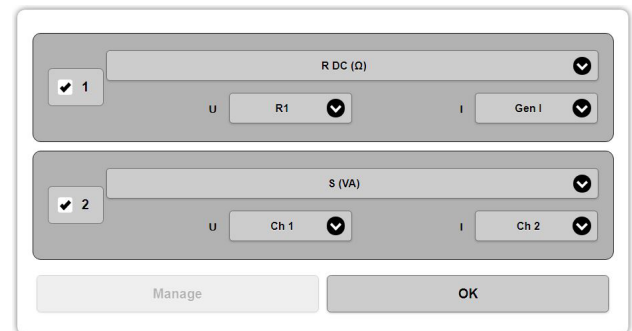 R DC (Ω)
1
U R1 I Gen I
S (VA)
2
U Ch 1 I Ch 2
Manage OK